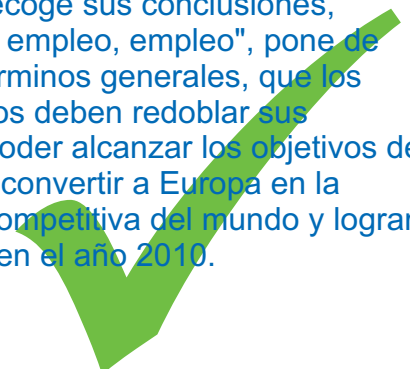 ecoge sus conclusiones,
empleo, empleo", pone de
rminos generales, que los
os deben redoblar sus
oder alcanzar los objetivos de
convertir a Europa en la
ompetitiva del mundo y lograr
en el año 2010.